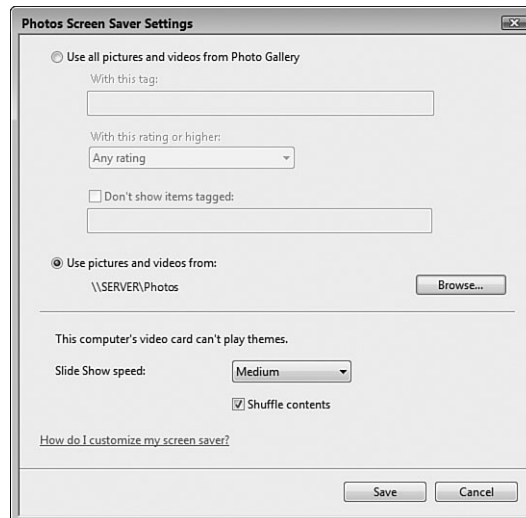 Photos Screen Saver Settings
Use all pictures and videos from Photo Gallery
With this tag:
With this rating or higher:
Any rating
Don't show items tagged:
Use pictures and videos from:
\\SERVER\Photos
Browse...
This computer's video card can't play themes.
Slide Show speed:
Medium
Shuffle contents
How do I customize my screen saver?
Save
Cancel